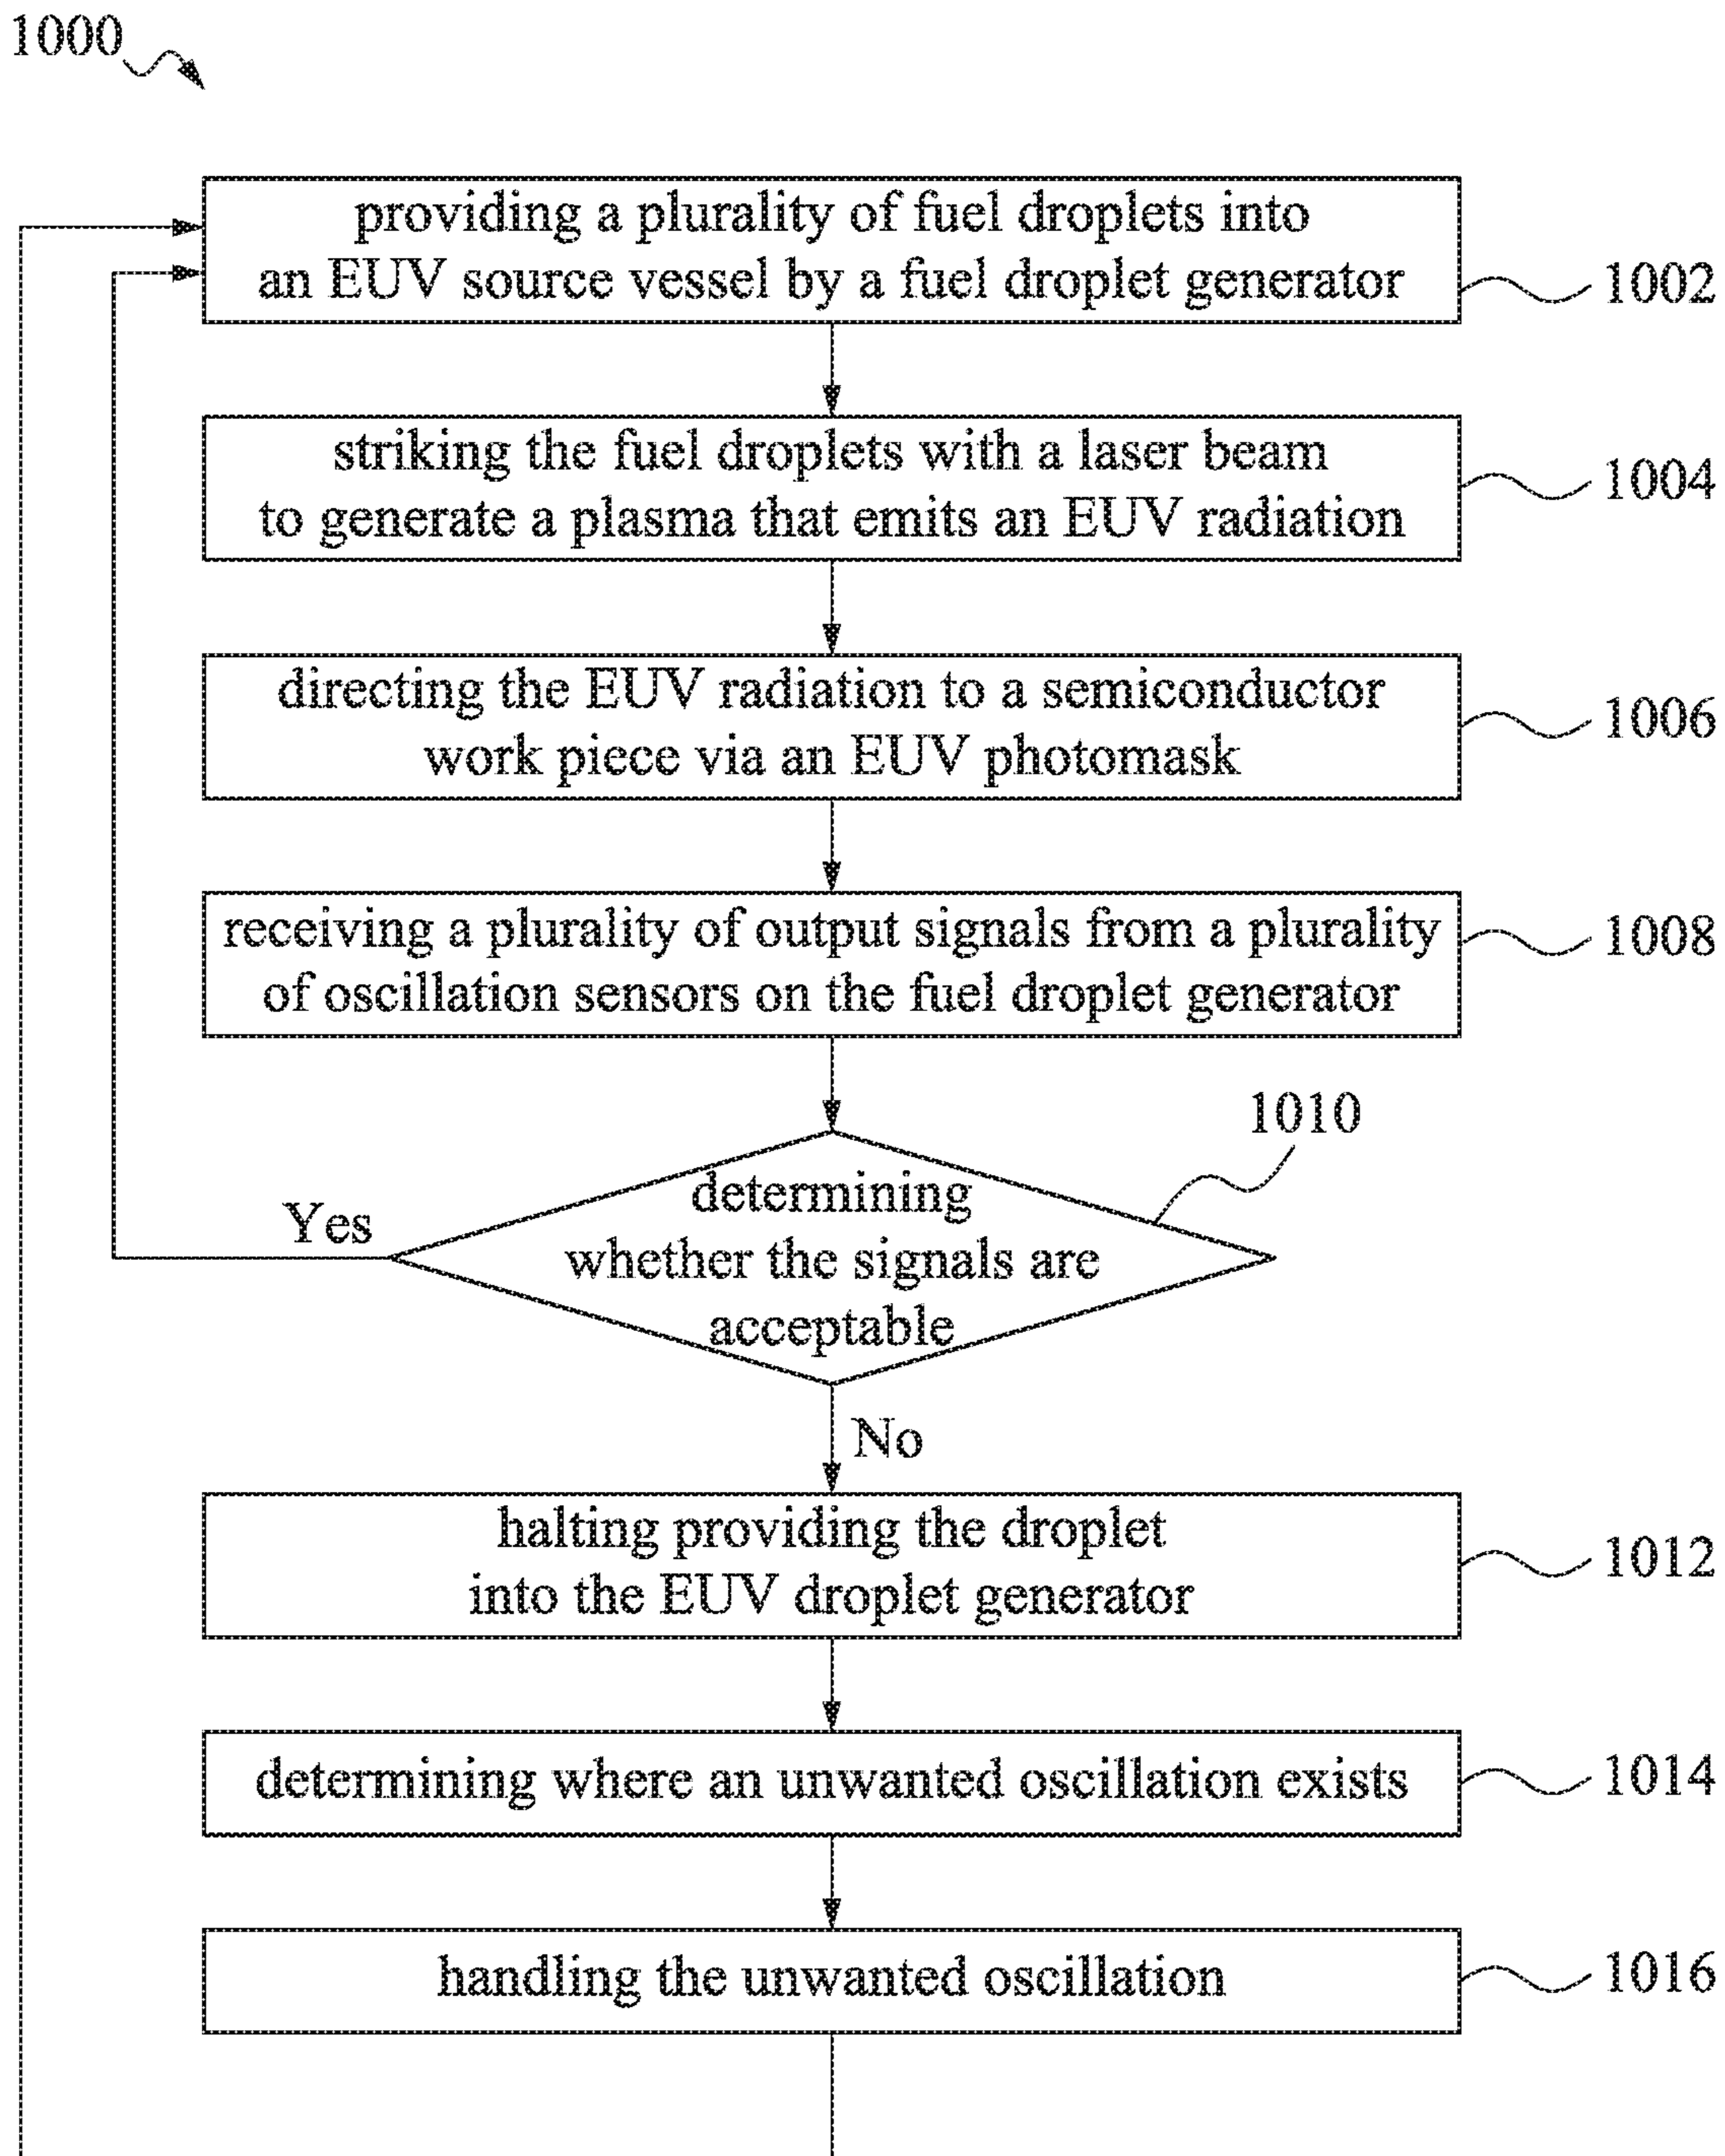 1000
providing a plurality of fuel droplets into
an EUV source vessel by a fuel droplet generator
1002
striking the fuel droplets with a laser beam
to generate a plasma that emits an EUV radiation
1004
directing the EUV radiation to a semiconductor
work piece via an EUV photomask
1006
receiving a plurality of output signals from a plurality
of oscillation sensors on the fuel droplet generator
1008
1010
determining
whether the signals are
acceptable
Yes
No
halting providing the droplet
into the EUV droplet generator
1012
determining where an unwanted oscillation exists
1014
handling the unwanted oscillation
1016